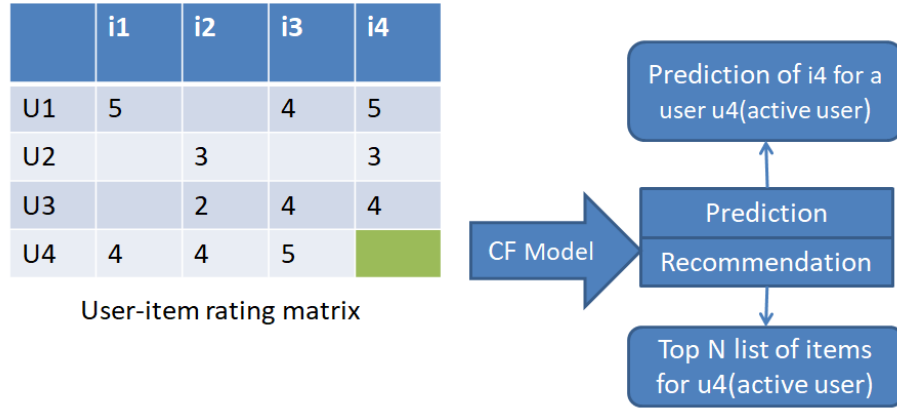 i1 i2 i3 i4
U1 5 4 5
U2 3 3
U3 2 4 4
U4 4 4 5
User-item rating matrix
CF Model
Prediction of i4 for a
user u4(active user)
Prediction
Recommendation
Top N list of items
for u4(active user)